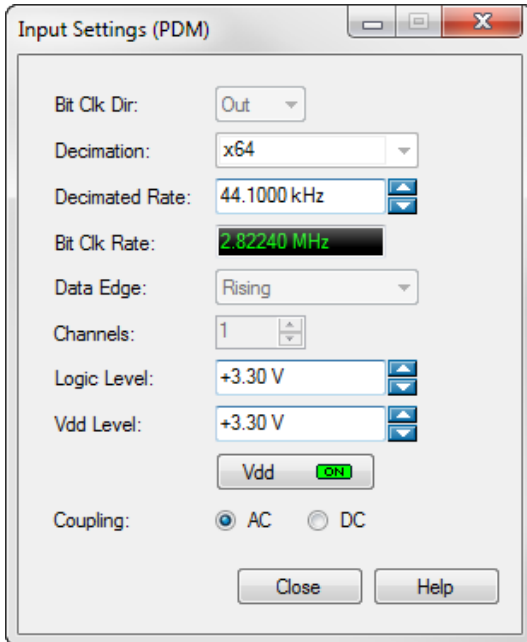 Input Settings (PDM)
Bit Clk Dir: Out
Decimation: x64
Decimated Rate: 44.1000 kHz
Bit Clk Rate: 2.82240 MHz
Data Edge: Rising
Channels: 1
Logic Level: +3.30 V
Vdd Level: +3.30 V
Vdd ON
Coupling: AC DC
Close Help